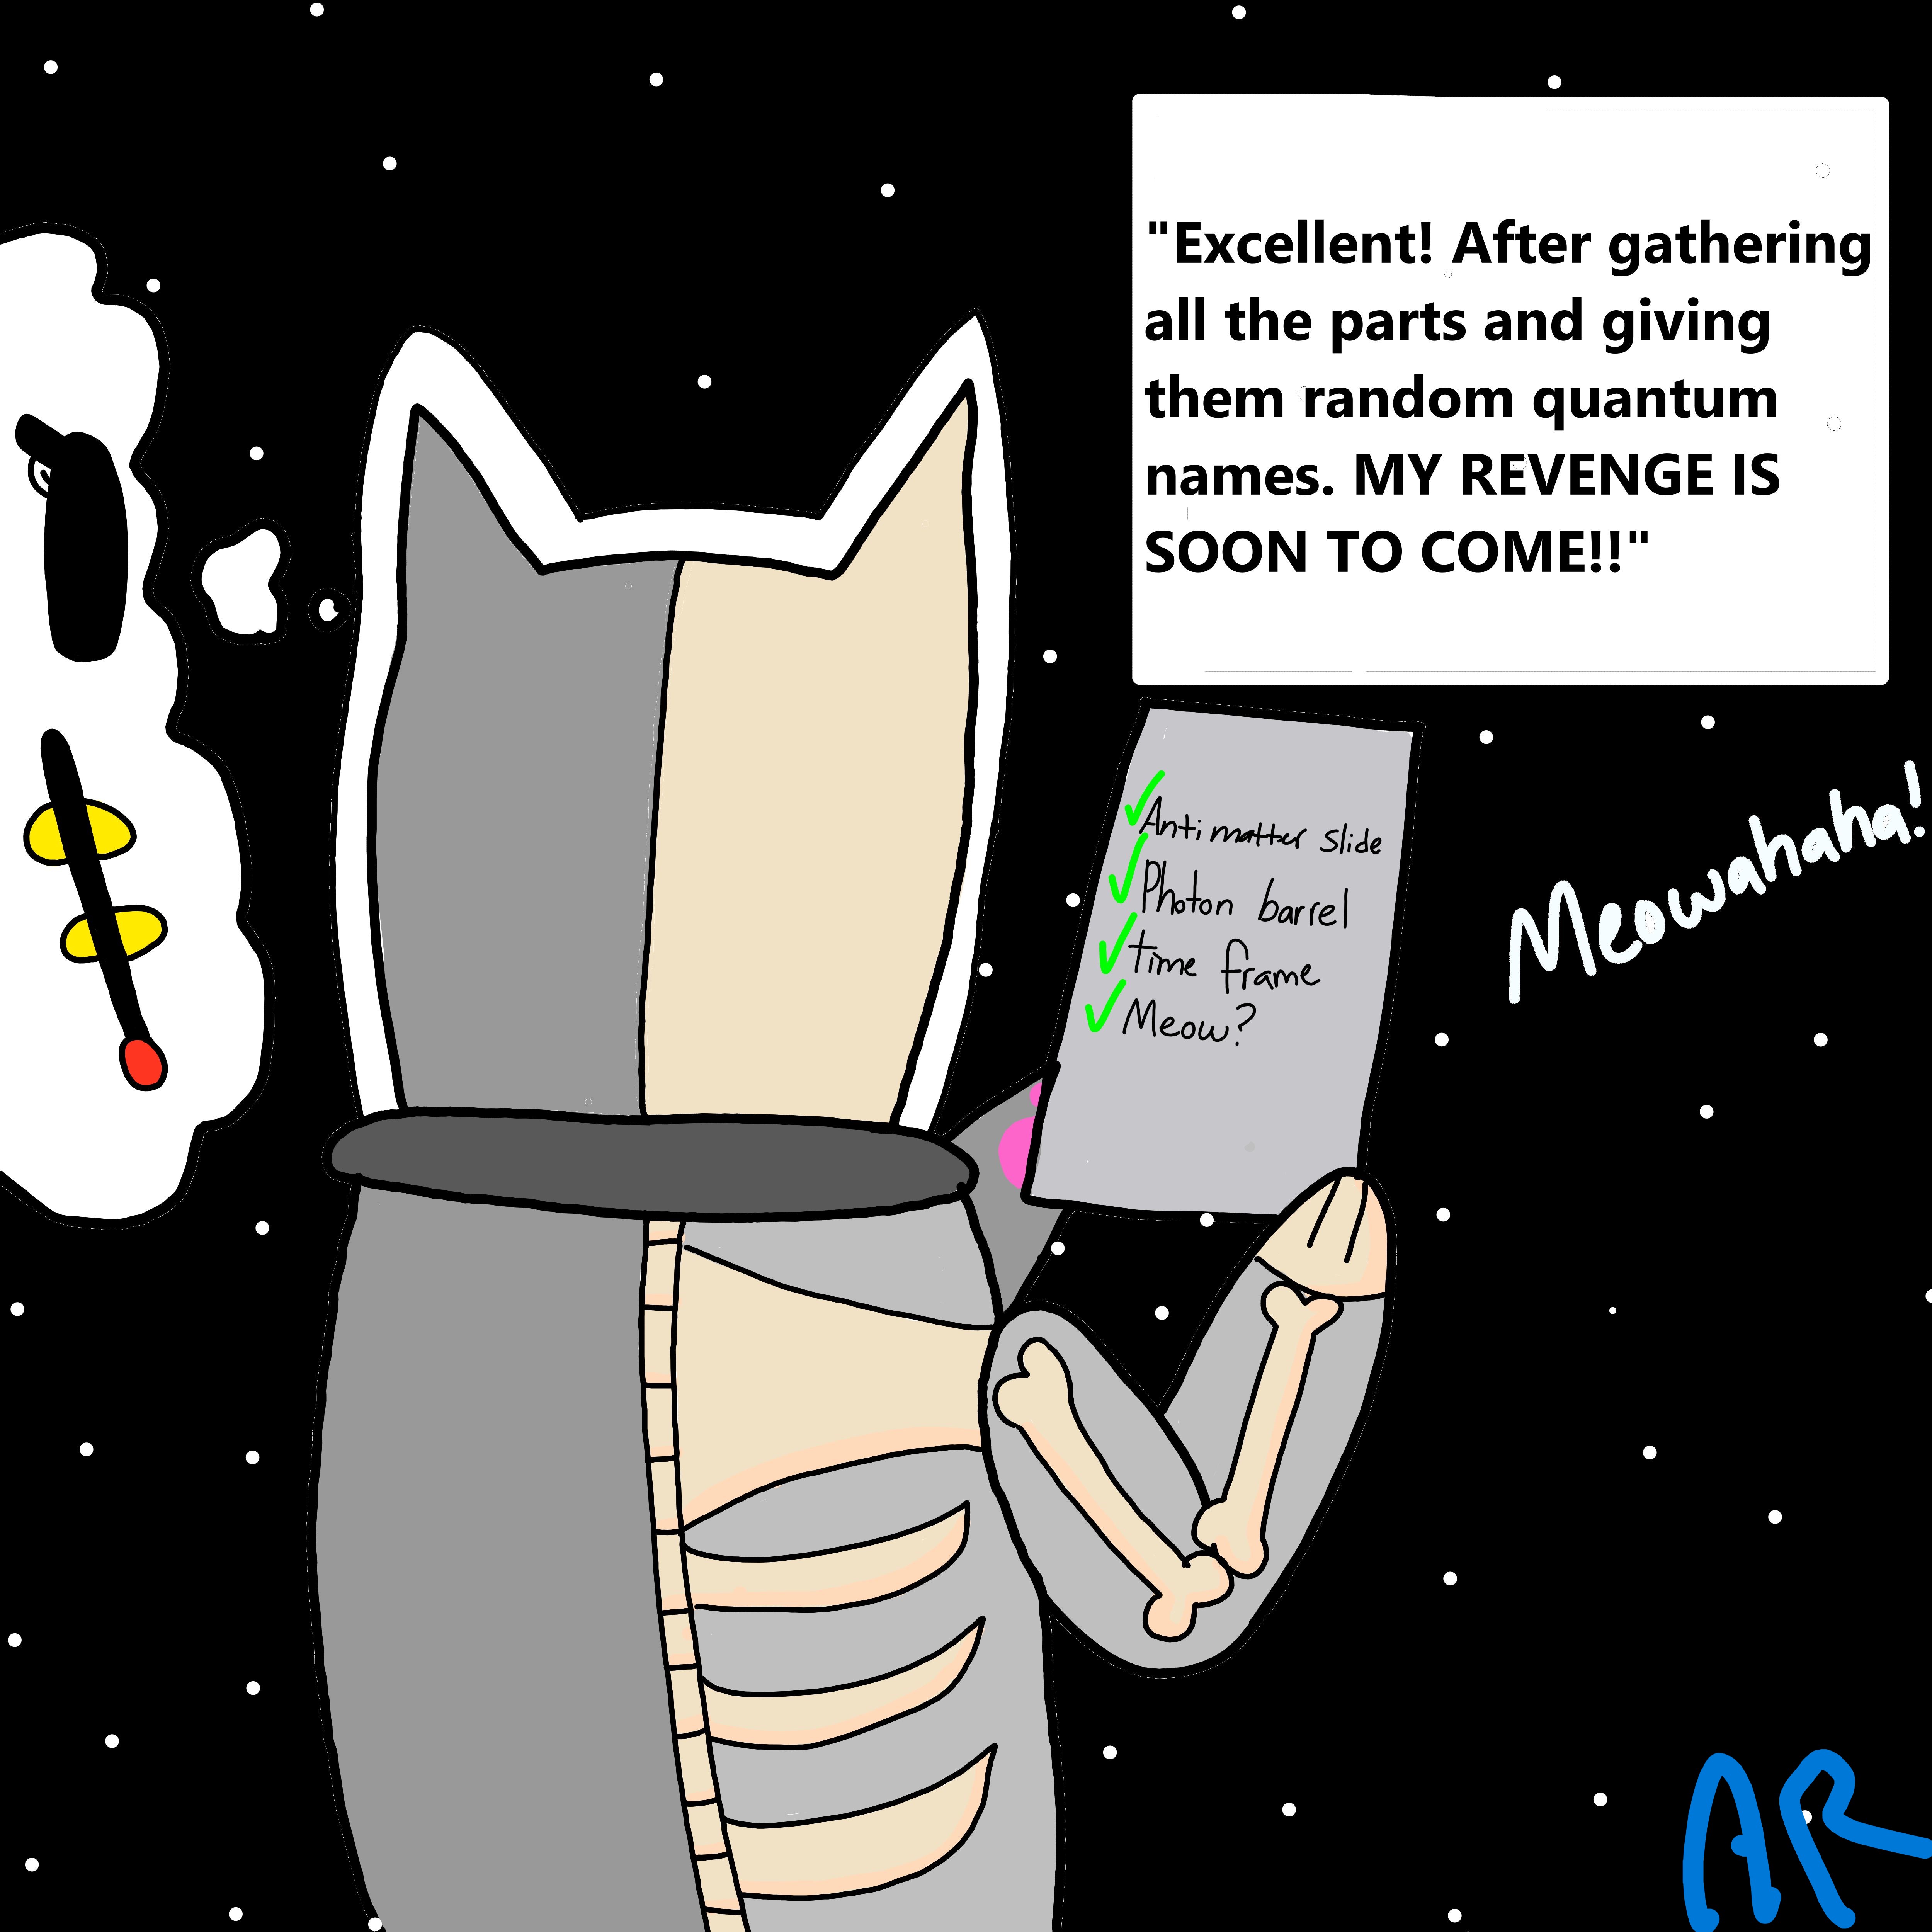 "Excellent! After gathering
all the parts and giving
them random quantum
names. MY REVENGE IS
SOON TO COME!!"
Antimatter slide
Photon barrel
time frame
Meow?
Meowahaha!
AR